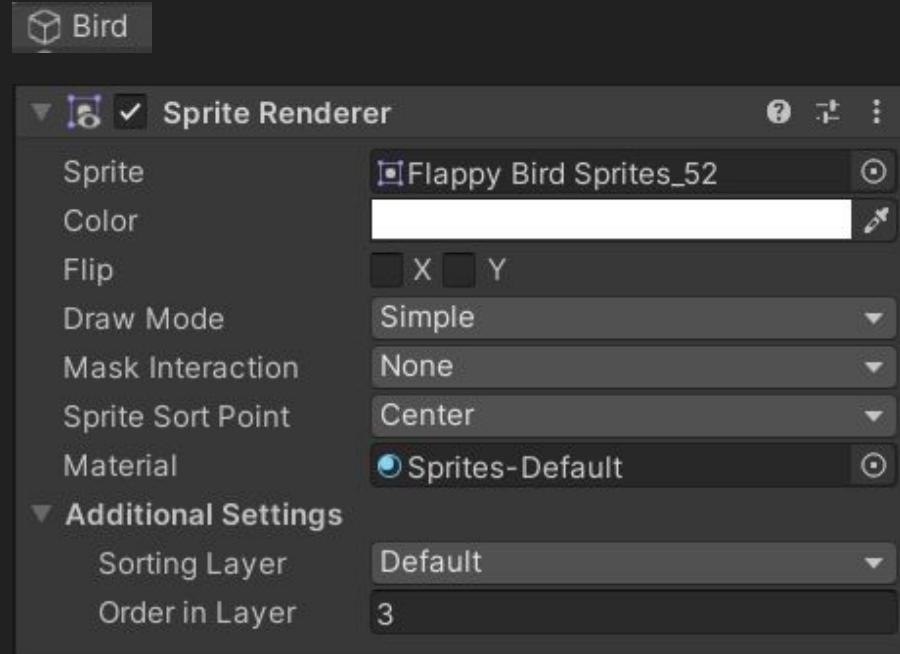 Bird
Sprite Renderer
Sprite Flappy Bird Sprites_52
Color
Flip X Y
Draw Mode Simple
Mask Interaction None
Sprite Sort Point Center
Material Sprites-Default
Additional Settings
Sorting Layer Default
Order in Layer 3